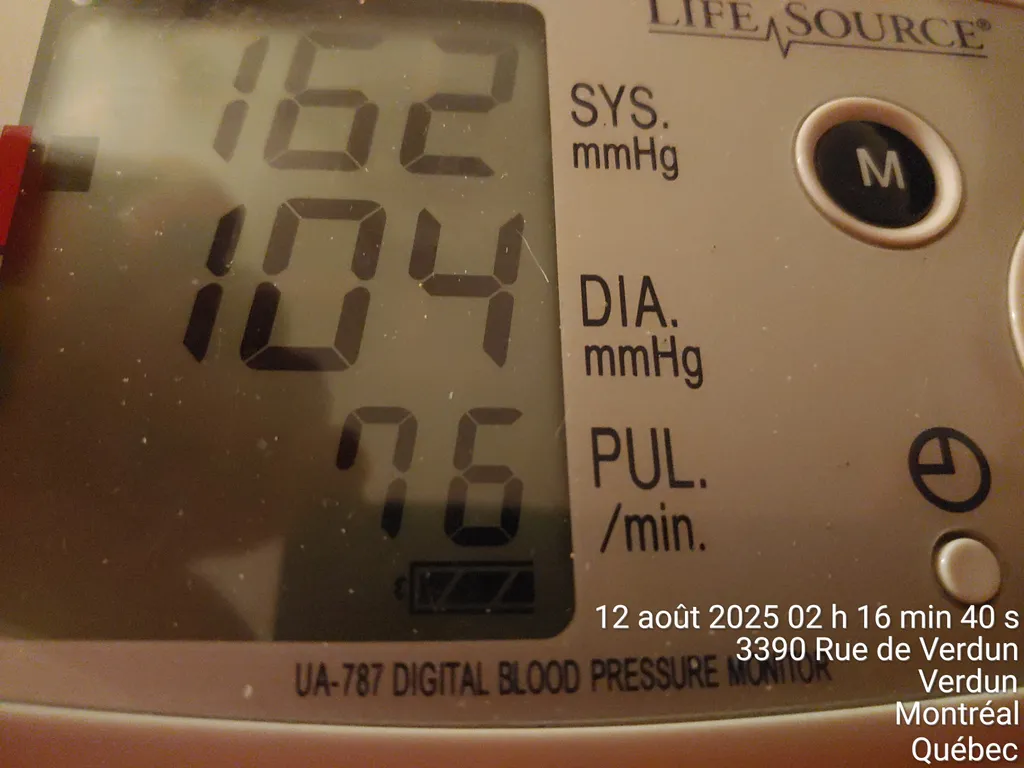 LIFE SOURCE®
162
SYS.
mmHg
M
104
DIA.
mmHg
76
PUL.
/min.
12 août 2025 02 h 16 min 40 s
3390 Rue de Verdun
UA-787 DIGITAL BLOOD PRESSURE MONITOR
Verdun
Montréal
Québec